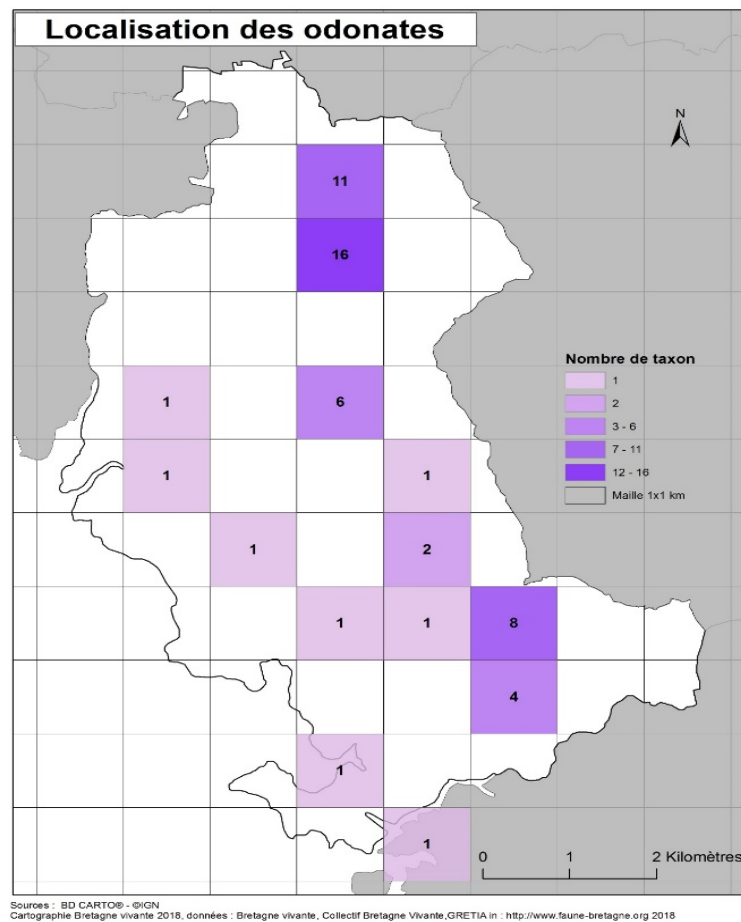 Localisation des odonates
N
11
16
Nombre de taxon
1
2
3 - 6
7 - 11
12 - 16
Maille 1x1 km
1
6
1
1
1
2
1
1
8
4
1
1
0
1
2 Kilomètres
Sources : BD CARTO® - ©IGN
Cartographie Bretagne vivante 2018, données : Bretagne vivante, Collectif Bretagne Vivante,GRETIA in : http://www.faune-bretagne.org 2018